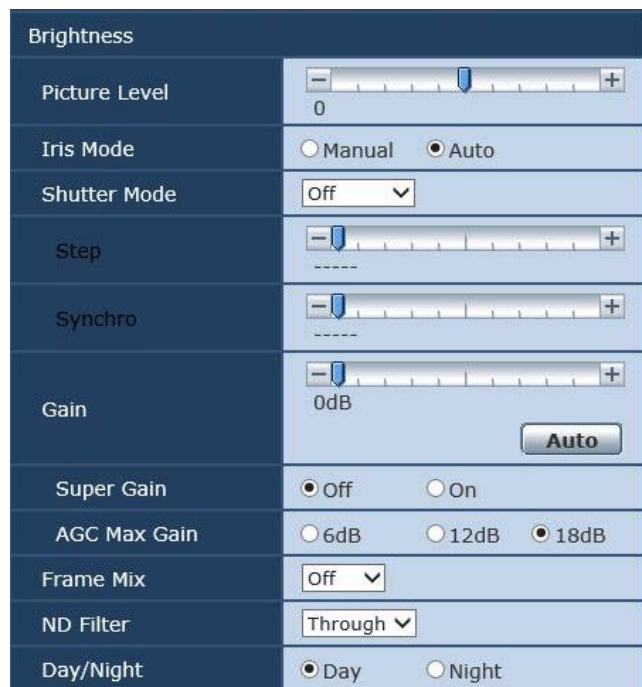 Brightness
Picture Level
0
Iris Mode Manual Auto
Shutter Mode Off
Step
-----
Synchro
-----
Gain
0dB
Auto
Super Gain Off On
AGC Max Gain 6dB 12dB 18dB
Frame Mix Off
ND Filter Through
Day/Night Day Night